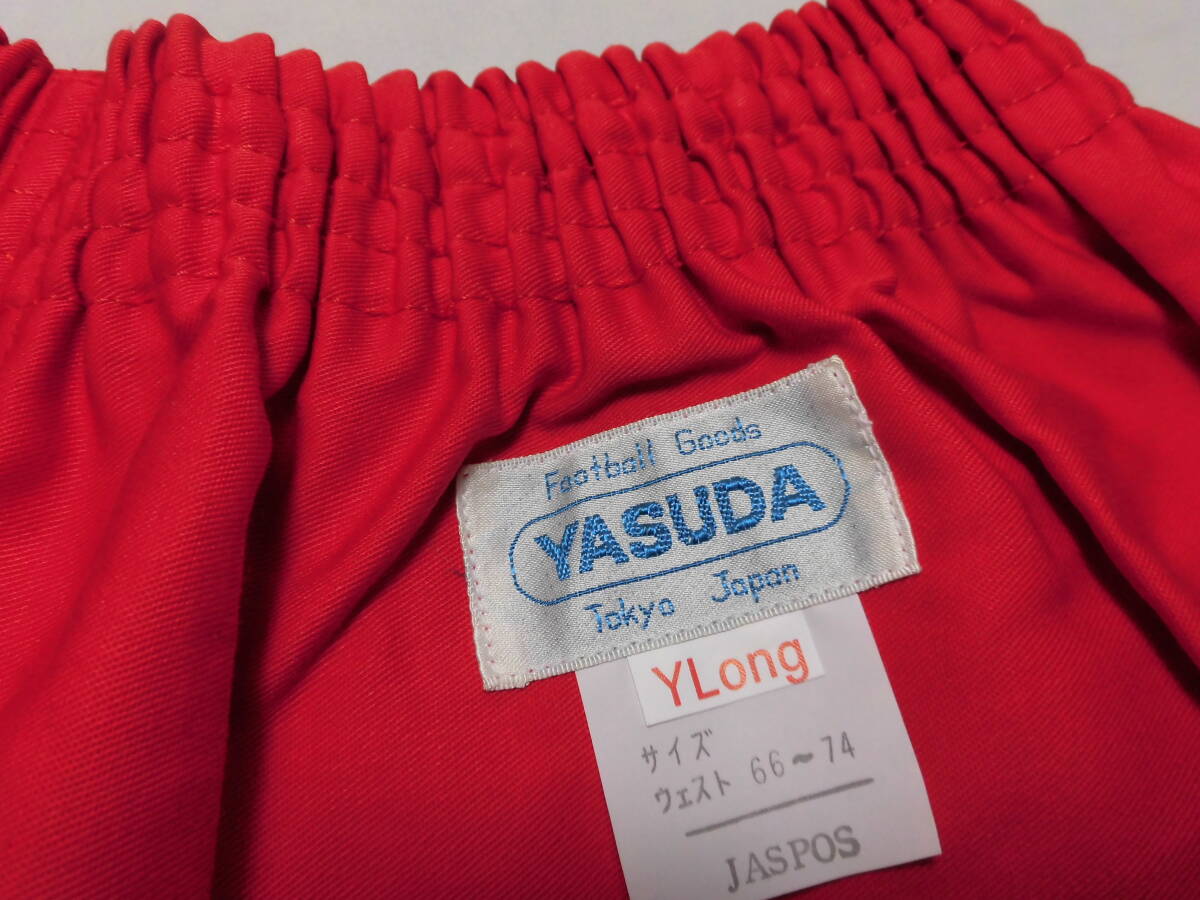 Football Goods
YASUDA
Tokyo Japan
YLong
サイズ
ウェスト 66~74
JASPOS